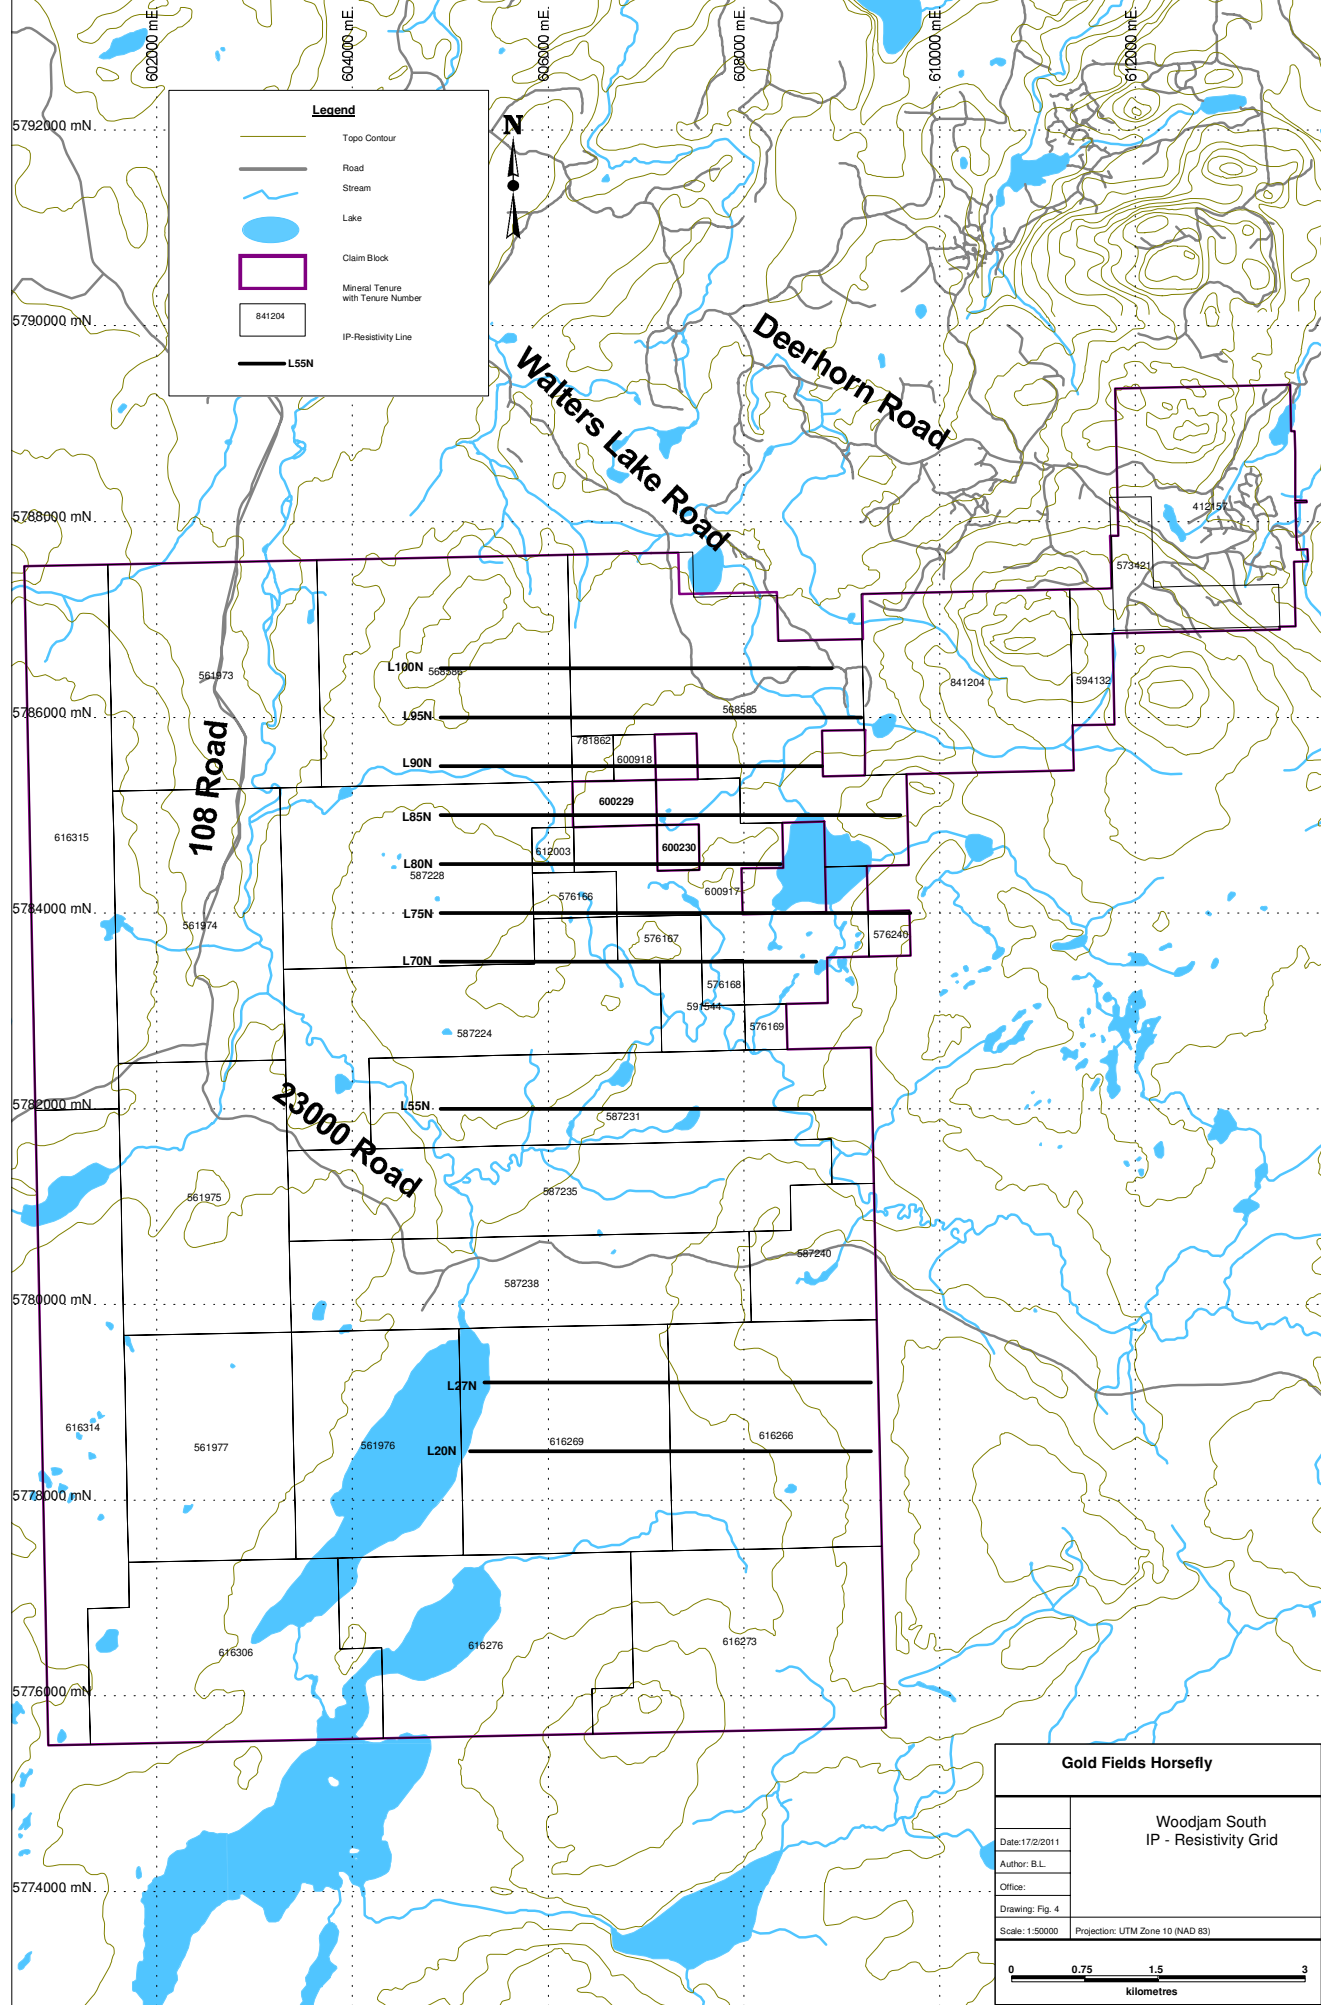 602000 mE
604000 mE
606000 mE
608000 mE
610000 mE
612000 mE
5792000 mN
5790000 mN
5788000 mN
5786000 mN
5784000 mN
5782000 mN
5780000 mN
5778000 mN
5776000 mN
5774000 mN
Legend
Topo Contour
Road
Stream
Lake
Claim Block
Mineral Tenure
with Tenure Number
841204
IP-Resistivity Line
L55N
N
Walters Lake Road
Deerhorn Road
108 Road
23000 Road
412157
573421
594132
841204
561973
L100N
568586
568585
L95N
781862
600918
L90N
600229
L85N
616315
612003
600230
L80N
587228
600917
576166
L75N
561974
576167
576240
L70N
576168
591544
576169
587224
L55N
587231
561975
587235
587240
587238
L27N
616314
561977
561976
L20N
616269
616266
616306
616276
616273
Gold Fields Horsefly
Woodjam South
IP - Resistivity Grid
Date:17/2/2011
Author: B.L.
Office:
Drawing: Fig. 4
Scale: 1:50000
Projection: UTM Zone 10 (NAD 83)
0 0.75 1.5 3
kilometres